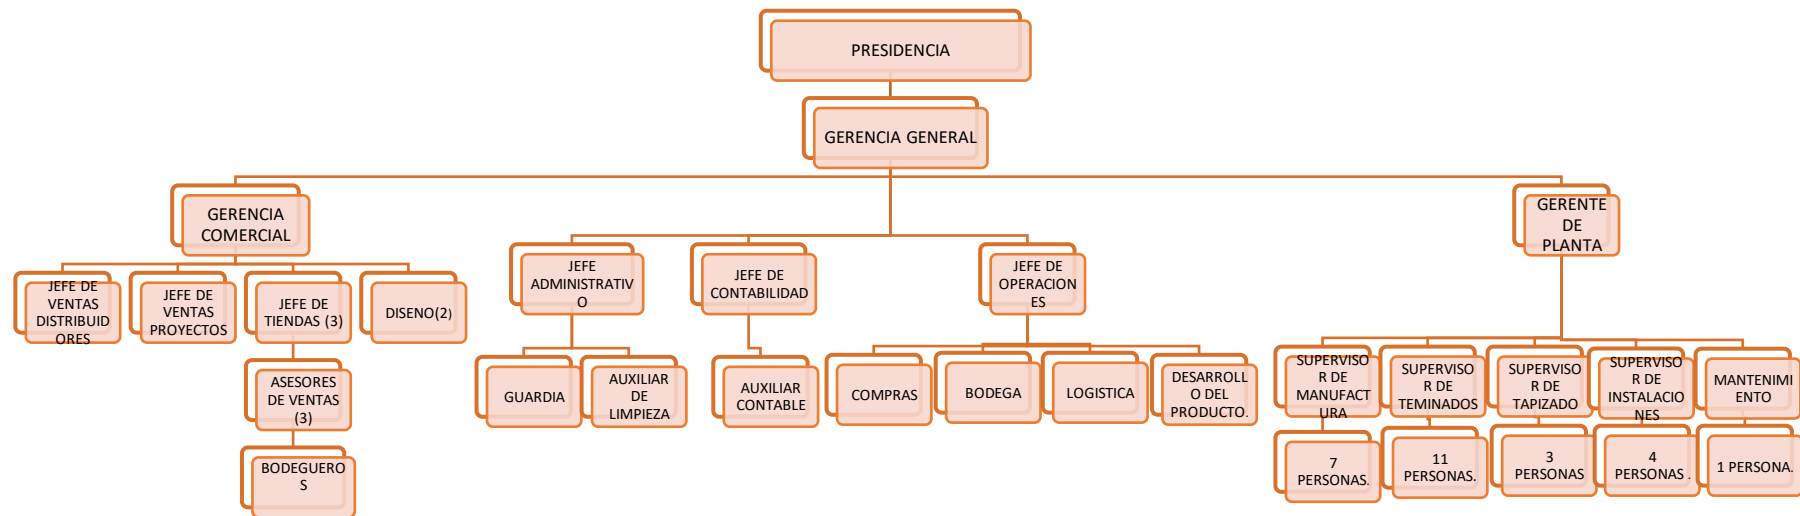 PRESIDENCIA
GERENCIA GENERAL
GERENCIA
COMERCIAL
GERENTE
DE
PLANTA
JEFE
ADMINISTRATIV
O
JEFE DE
CONTABILIDAD
JEFE DE
OPERACION
ES
JEFE DE
VENTAS
DISTRIBUID
ORES
JEFE DE
VENTAS
PROYECTOS
JEFE DE
TIENDAS (3)
DISENO(2)
ASESORES
DE VENTAS
(3)
BODEGUERO
S
GUARDIA
AUXILIAR
DE
LIMPIEZA
AUXILIAR
CONTABLE
COMPRAS
BODEGA
LOGISTICA
DESARROLL
O DEL
PRODUCTO.
SUPERVISO
R DE
MANUFACT
URA
SUPERVISO
R DE
TEMINADOS
SUPERVISO
R DE
TAPIZADO
SUPERVISO
R DE
INSTALACIO
NES
MANTENIMI
ENTO
7
PERSONAS.
11
PERSONAS.
3
PERSONAS
4
PERSONAS .
1 PERSONA.